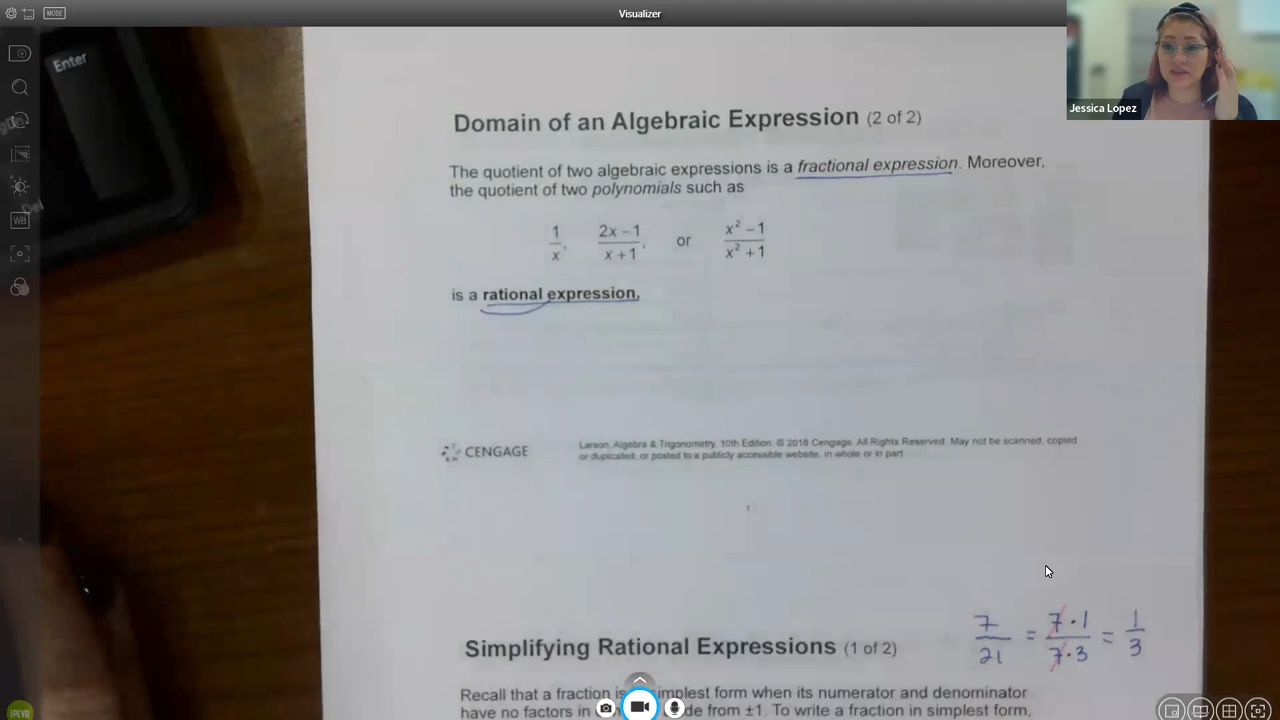 MODE
Visualizer
Enter
Jessica Lopez
WB
Domain of an Algebraic Expression (2 of 2)
The quotient of two algebraic expressions is a fractional expression. Moreover,
the quotient of two polynomials such as
1/x, (2x − 1)/(x + 1), or (x² − 1)/(x² + 1)
is a rational expression.
CENGAGE
Larson, Algebra & Trigonometry, 10th Edition. © 2018 Cengage. All Rights Reserved. May not be scanned, copied
or duplicated, or posted to a publicly accessible website, in whole or in part
7/21 = 7·1/7·3 = 1/3
Simplifying Rational Expressions (1 of 2)
Recall that a fraction is implest form when its numerator and denominator
have no factors in de from ±1. To write a fraction in simplest form,
IPEVO